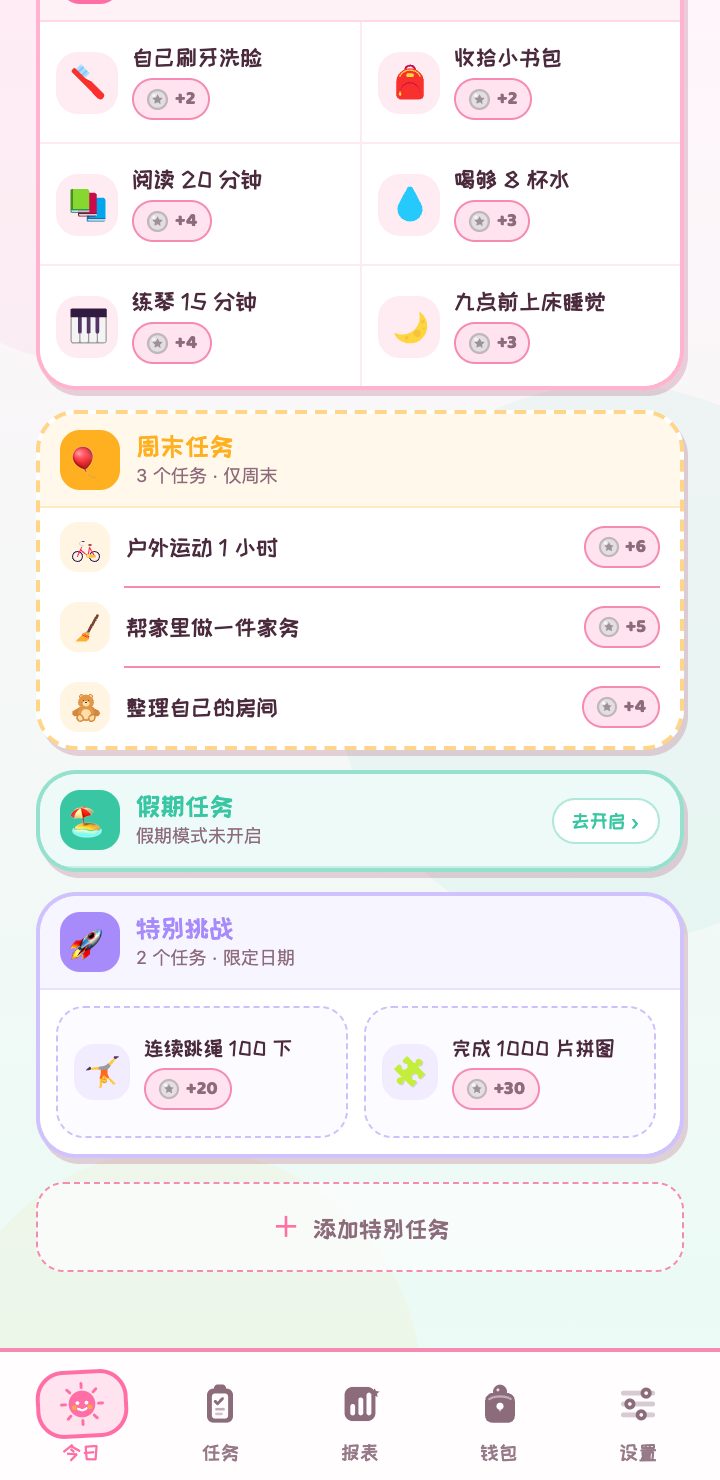 自己刷牙洗脸
+2
收拾小书包
+2
阅读 20 分钟
+4
喝够 8 杯水
+3
练琴 15 分钟
+4
九点前上床睡觉
+3
周末任务
3 个任务 · 仅周末
户外运动 1 小时
+6
帮家里做一件家务
+5
整理自己的房间
+4
假期任务
假期模式未开启
去开启 ›
特别挑战
2 个任务 · 限定日期
连续跳绳 100 下
+20
完成 1000 片拼图
+30
+ 添加特别任务
今日
任务
报表
钱包
设置